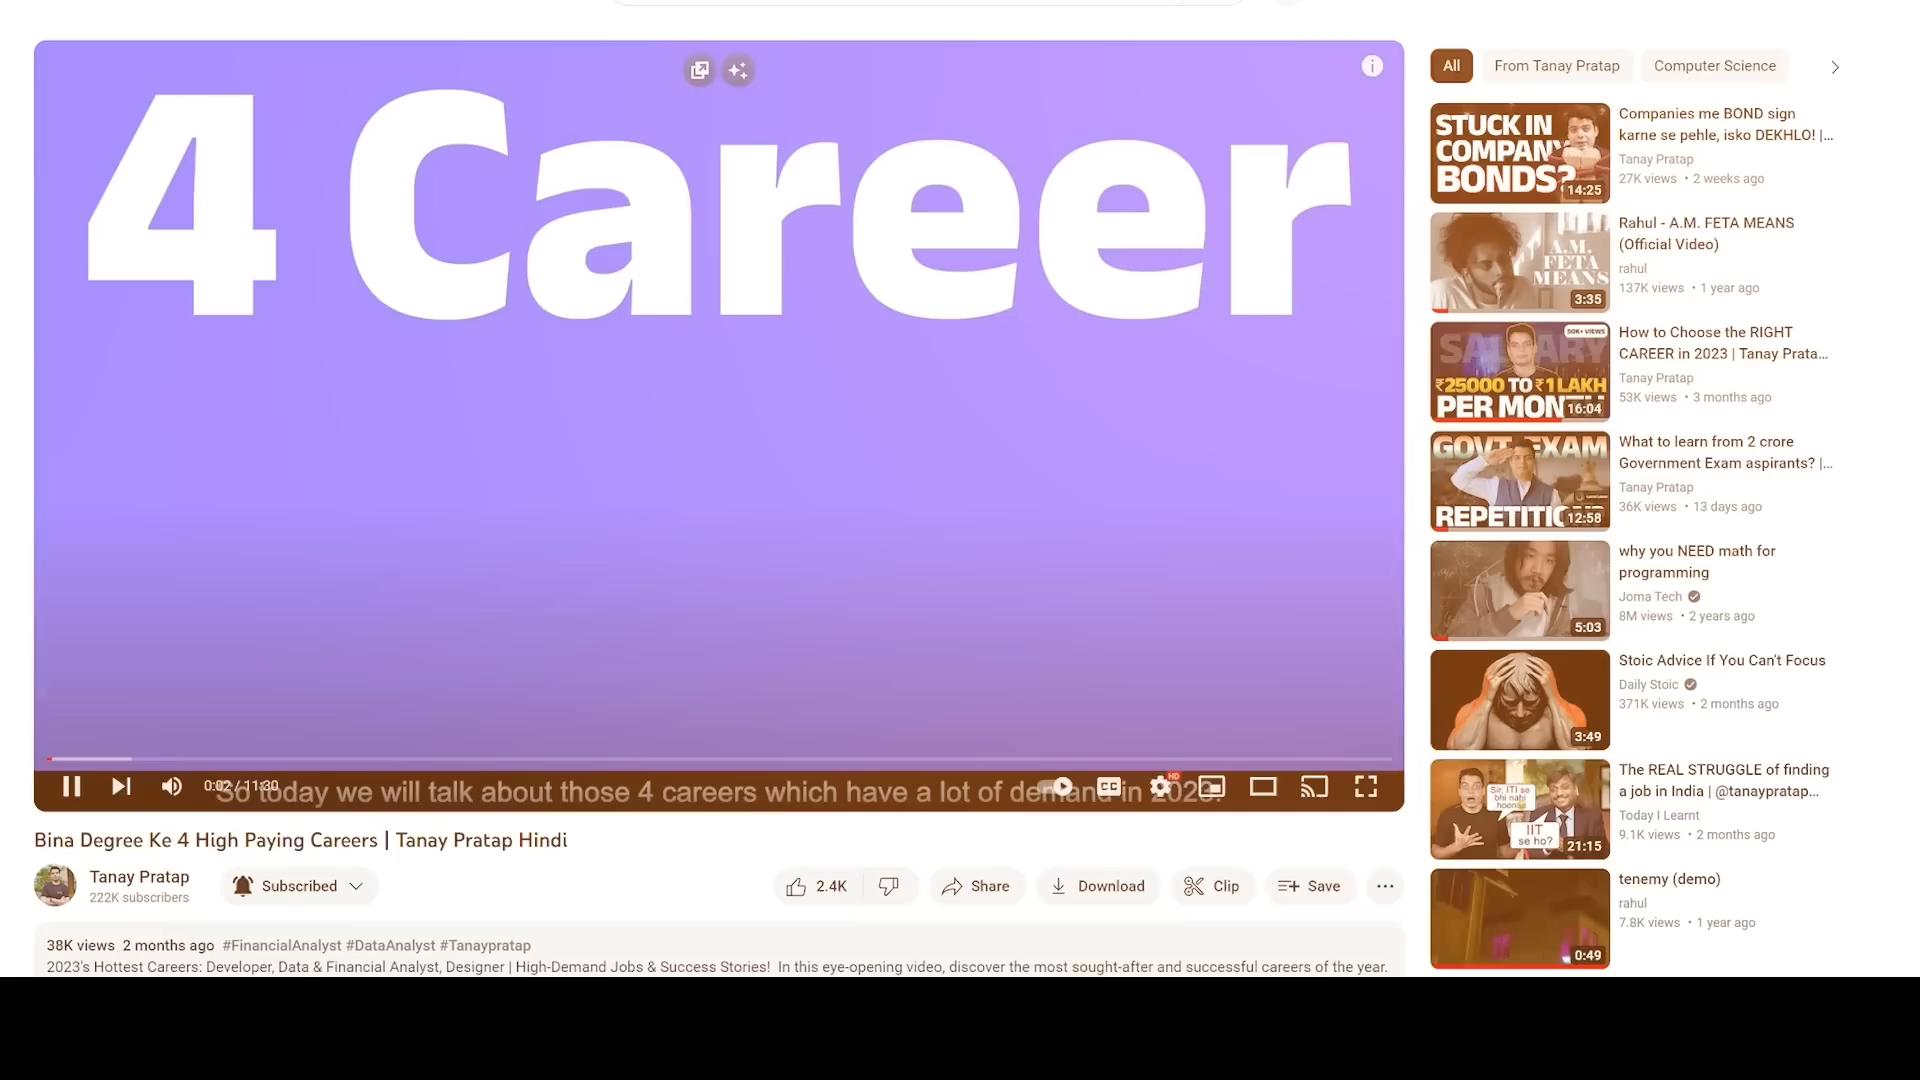 4 Career
0:02 / 11:30
So today we will talk about those 4 careers which have a lot of demand in 2023.
CC
HD
Bina Degree Ke 4 High Paying Careers | Tanay Pratap Hindi
Tanay Pratap
222K subscribers
Subscribed
2.4K
Share
Download
Clip
Save
38K views 2 months ago #FinancialAnalyst #DataAnalyst #Tanaypratap
2023's Hottest Careers: Developer, Data & Financial Analyst, Designer | High-Demand Jobs & Success Stories! In this eye-opening video, discover the most sought-after and successful careers of the year.
All
From Tanay Pratap
Computer Science
STUCK IN
COMPANY
BONDS?
14:25
Companies me BOND sign
karne se pehle, isko DEKHLO! |...
Tanay Pratap
27K views • 2 weeks ago
A.M.
FETA
MEANS
3:35
Rahul - A.M. FETA MEANS
(Official Video)
rahul
137K views • 1 year ago
50K+ VIEWS
SALARY
₹25000 TO ₹1 LAKH
PER MON
16:04
How to Choose the RIGHT
CAREER in 2023 | Tanay Prata...
Tanay Pratap
53K views • 3 months ago
GOVT EXAM
REPETITIO
12:58
What to learn from 2 crore
Government Exam aspirants? |...
Tanay Pratap
36K views • 13 days ago
5:03
why you NEED math for
programming
Joma Tech
8M views • 2 years ago
3:49
Stoic Advice If You Can't Focus
Daily Stoic
371K views • 2 months ago
Sir, ITI se
bhi nahi
hoon
IIT
se ho?
21:15
The REAL STRUGGLE of finding
a job in India | @tanaypratap...
Today I Learnt
9.1K views • 2 months ago
0:49
tenemy (demo)
rahul
7.8K views • 1 year ago